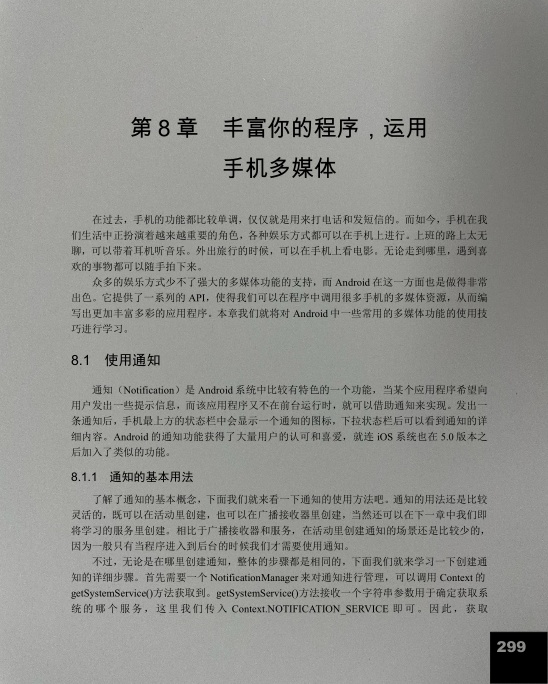 第 8 章　丰富你的程序，运用
手机多媒体
在过去，手机的功能都比较单调，仅仅就是用来打电话和发短信的。而如今，手机在我
们生活中正扮演着越来越重要的角色，各种娱乐方式都可以在手机上进行。上班的路上太无
聊，可以带着耳机听音乐。外出旅行的时候，可以在手机上看电影。无论走到哪里，遇到喜
欢的事物都可以随手拍下来。
众多的娱乐方式少不了强大的多媒体功能的支持，而 Android 在这一方面也是做得非常
出色。它提供了一系列的 API，使得我们可以在程序中调用很多手机的多媒体资源，从而编
写出更加丰富多彩的应用程序。本章我们就将对 Android 中一些常用的多媒体功能的使用技
巧进行学习。
8.1　使用通知
通知（Notification）是 Android 系统中比较有特色的一个功能，当某个应用程序希望向
用户发出一些提示信息，而该应用程序又不在前台运行时，就可以借助通知来实现。发出一
条通知后，手机最上方的状态栏中会显示一个通知的图标，下拉状态栏后可以看到通知的详
细内容。Android 的通知功能获得了大量用户的认可和喜爱，就连 iOS 系统也在 5.0 版本之
后加入了类似的功能。
8.1.1　通知的基本用法
了解了通知的基本概念，下面我们就来看一下通知的使用方法吧。通知的用法还是比较
灵活的，既可以在活动里创建，也可以在广播接收器里创建，当然还可以在下一章中我们即
将学习的服务里创建。相比于广播接收器和服务，在活动里创建通知的场景还是比较少的，
因为一般只有当程序进入到后台的时候我们才需要使用通知。
不过，无论是在哪里创建通知，整体的步骤都是相同的，下面我们就来学习一下创建通
知的详细步骤。首先需要一个 NotificationManager 来对通知进行管理，可以调用 Context 的
getSystemService()方法获取到。getSystemService()方法接收一个字符串参数用于确定获取系
统的哪个服务，这里我们传入 Context.NOTIFICATION_SERVICE 即可。因此，获取
299